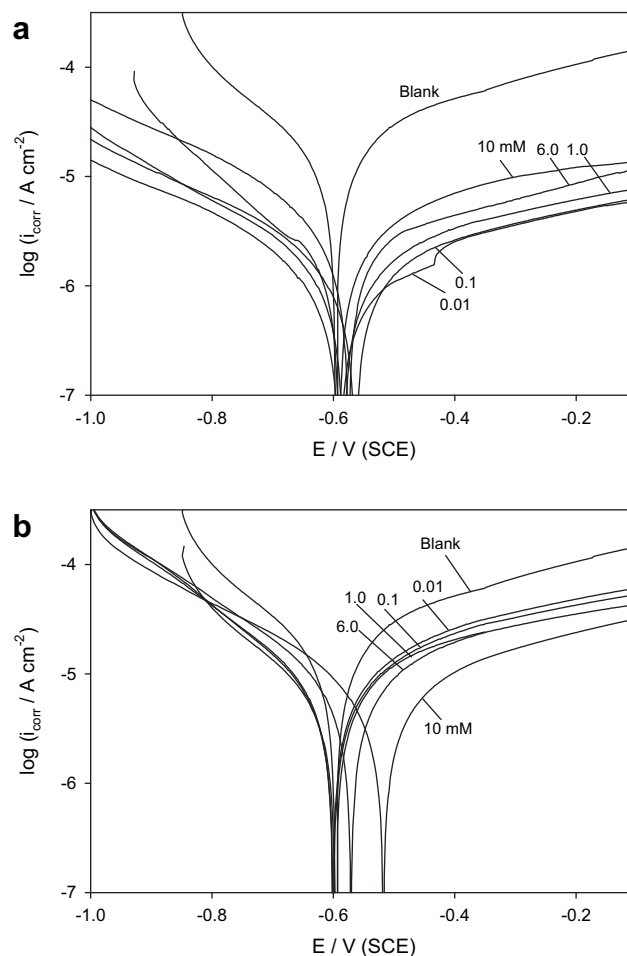 a
Blank
10 mM
6.0 1.0
0.1
0.01
-4
-5
-6
-7
log (i_corr / A cm⁻²)
-1.0 -0.8 -0.6 -0.4 -0.2
E / V (SCE)
b
Blank
0.01
0.1
1.0
6.0
10 mM
-4
-5
-6
-7
log (i_corr / A cm⁻²)
-1.0 -0.8 -0.6 -0.4 -0.2
E / V (SCE)